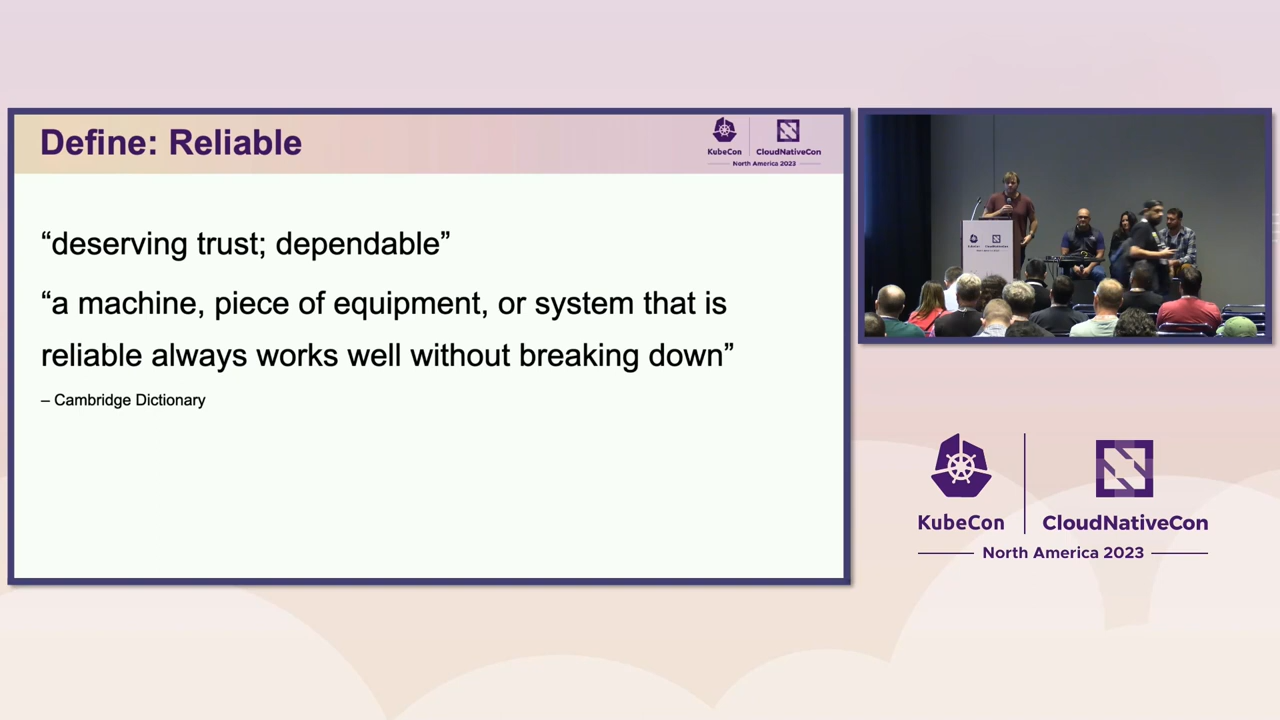 Define: Reliable
KubeCon
CloudNativeCon
North America 2023
“deserving trust; dependable”
“a machine, piece of equipment, or system that is
reliable always works well without breaking down”
– Cambridge Dictionary
KubeCon
CloudNativeCon
North America 2023